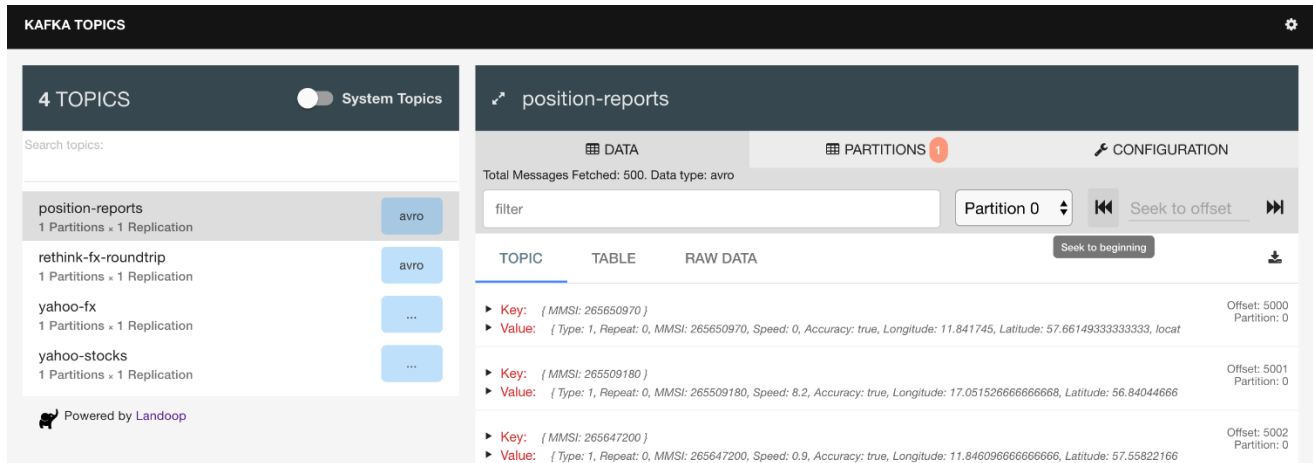 KAFKA TOPICS
4 TOPICS
System Topics
Search topics:
position-reports
1 Partitions × 1 Replication
avro
rethink-fx-roundtrip
1 Partitions × 1 Replication
avro
yahoo-fx
1 Partitions × 1 Replication
...
yahoo-stocks
1 Partitions × 1 Replication
...
Powered by Landoop
position-reports
DATA
PARTITIONS 1
CONFIGURATION
Total Messages Fetched: 500. Data type: avro
filter
Partition 0
Seek to offset
Seek to beginning
TOPIC
TABLE
RAW DATA
Key: { MMSI: 265650970 }
Offset: 5000
Partition: 0
Value: { Type: 1, Repeat: 0, MMSI: 265650970, Speed: 0, Accuracy: true, Longitude: 11.841745, Latitude: 57.66149333333333, locat
Key: { MMSI: 265509180 }
Offset: 5001
Partition: 0
Value: { Type: 1, Repeat: 0, MMSI: 265509180, Speed: 8.2, Accuracy: true, Longitude: 17.051526666666668, Latitude: 56.84044666
Key: { MMSI: 265647200 }
Offset: 5002
Partition: 0
Value: { Type: 1, Repeat: 0, MMSI: 265647200, Speed: 0.9, Accuracy: true, Longitude: 11.846096666666666, Latitude: 57.55822166